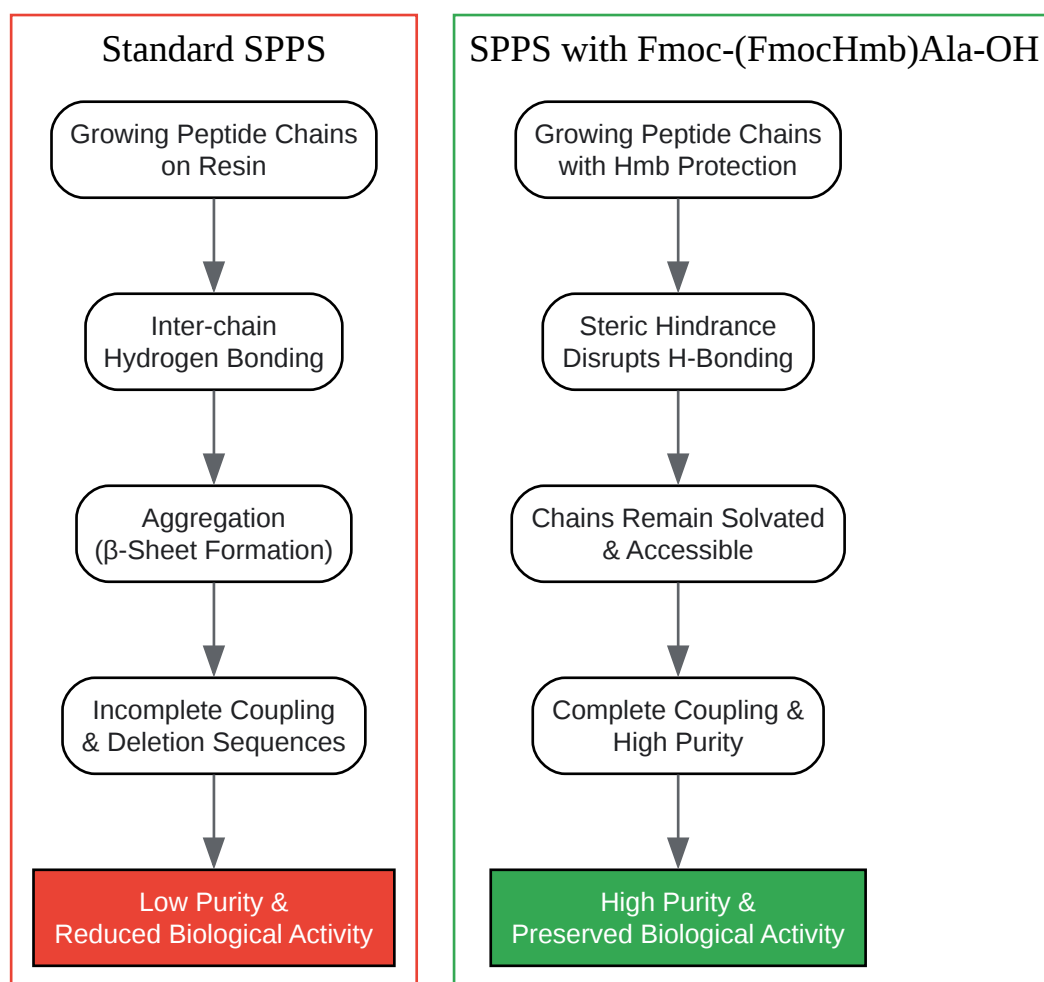 Standard SPPS
Growing Peptide Chains
on Resin
Inter-chain
Hydrogen Bonding
Aggregation
(β-Sheet Formation)
Incomplete Coupling
& Deletion Sequences
Low Purity &
Reduced Biological Activity
SPPS with Fmoc-(FmocHmb)Ala-OH
Growing Peptide Chains
with Hmb Protection
Steric Hindrance
Disrupts H-Bonding
Chains Remain Solvated
& Accessible
Complete Coupling &
High Purity
High Purity &
Preserved Biological Activity